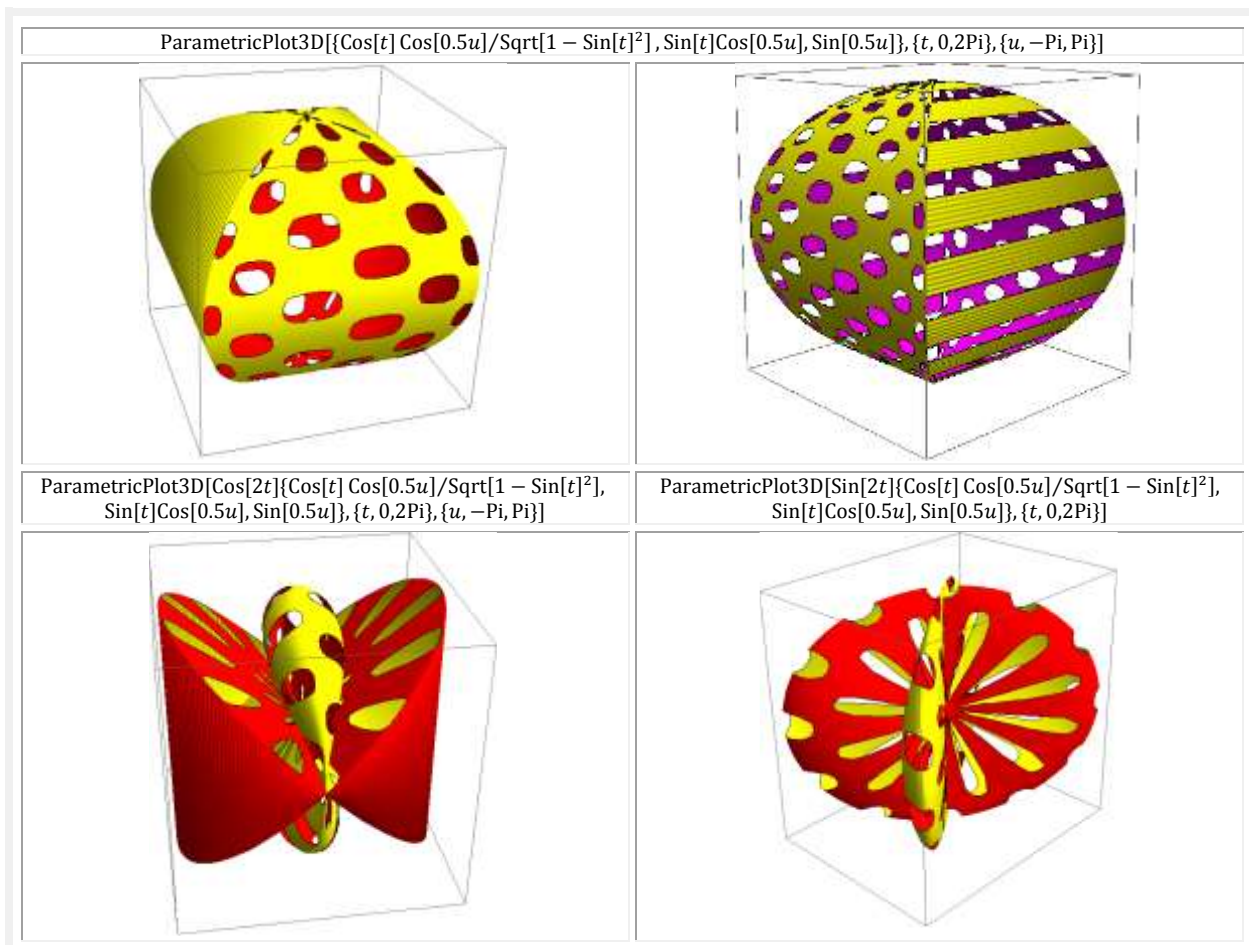 ParametricPlot3D[{Cos[t] Cos[0.5u]/Sqrt[1 − Sin[t]²] , Sin[t]Cos[0.5u], Sin[0.5u]}, {t, 0,2Pi}, {u, −Pi, Pi}]
ParametricPlot3D[Cos[2t]{Cos[t] Cos[0.5u]/Sqrt[1 − Sin[t]²],
Sin[t]Cos[0.5u], Sin[0.5u]}, {t, 0,2Pi}, {u, −Pi, Pi}]
ParametricPlot3D[Sin[2t]{Cos[t] Cos[0.5u]/Sqrt[1 − Sin[t]²],
Sin[t]Cos[0.5u], Sin[0.5u]}, {t, 0,2Pi}]